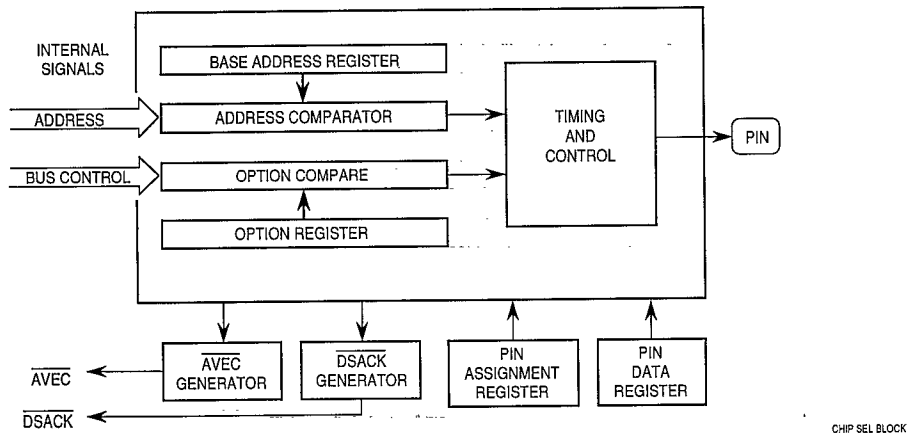 INTERNAL
SIGNALS
BASE ADDRESS REGISTER
ADDRESS
ADDRESS COMPARATOR
TIMING
AND
CONTROL
PIN
BUS CONTROL
OPTION COMPARE
OPTION REGISTER
AVEC
GENERATOR
DSACK
GENERATOR
PIN
ASSIGNMENT
REGISTER
PIN
DATA
REGISTER
AVEC
DSACK
CHIP SEL BLOCK